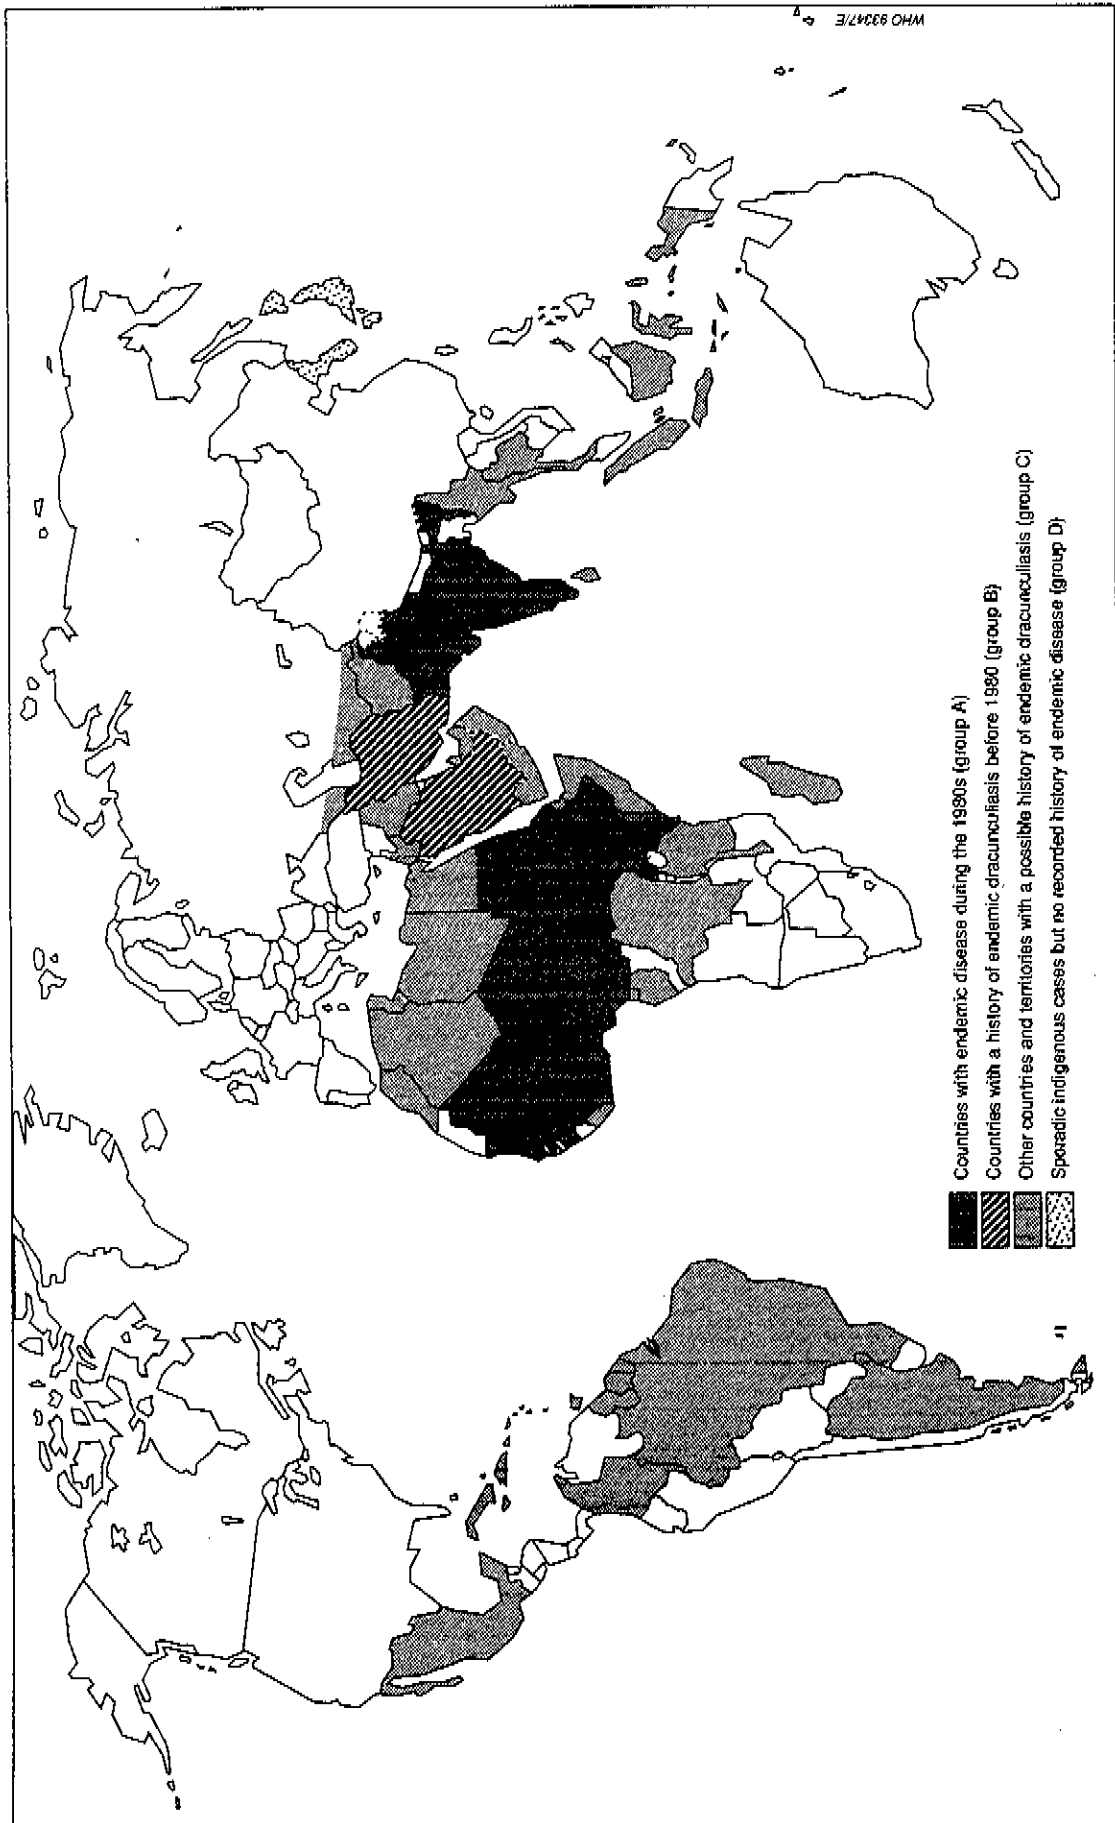 Countries with endemic disease during the 1980s (group A)
Countries with a history of endemic dracunculiasis before 1980 (group B)
Other countries and territories with a possible history of endemic dracunculiasis (group C)
Sporadic indigenous cases but no recorded history of endemic disease (group D)
WHO 93347/E